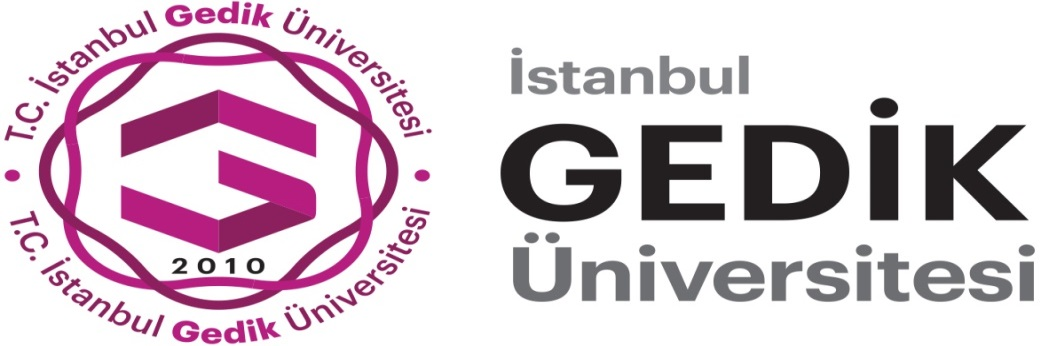 T.C. İstanbul Gedik Üniversitesi
2010
T.C. İstanbul Gedik Üniversitesi
İstanbul
GEDİK
Üniversitesi